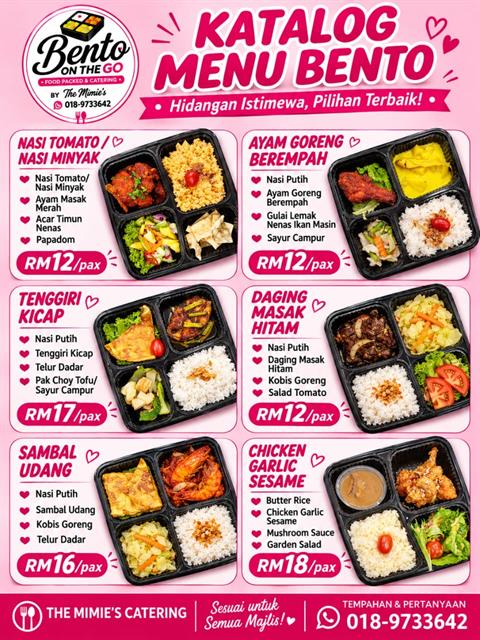 Bento
ON THE GO
• FOOD PACKED & CATERING •
BY The Mimie's
018-9733642
KATALOG
MENU BENTO
• Hidangan Istimewa, Pilihan Terbaik! •
NASI TOMATO /
NASI MINYAK
Nasi Tomato/
Nasi Minyak
Ayam Masak
Merah
Acar Timun
Nenas
Papadom
RM12/pax
AYAM GORENG
BEREMPAH
Nasi Putih
Ayam Goreng
Berempah
Gulai Lemak
Nenas Ikan Masin
Sayur Campur
RM12/pax
TENGGIRI
KICAP
Nasi Putih
Tenggiri Kicap
Telur Dadar
Pak Choy Tofu/
Sayur Campur
RM17/pax
DAGING
MASAK
HITAM
Nasi Putih
Daging Masak
Hitam
Kobis Goreng
Salad Tomato
RM12/pax
SAMBAL
UDANG
Nasi Putih
Sambal Udang
Kobis Goreng
Telur Dadar
RM16/pax
CHICKEN
GARLIC
SESAME
Butter Rice
Chicken Garlic
Sesame
Mushroom Sauce
Garden Salad
RM18/pax
THE MIMIE'S CATERING
Sesuai untuk
Semua Majlis!
TEMPAHAN & PERTANYAAN
018-9733642